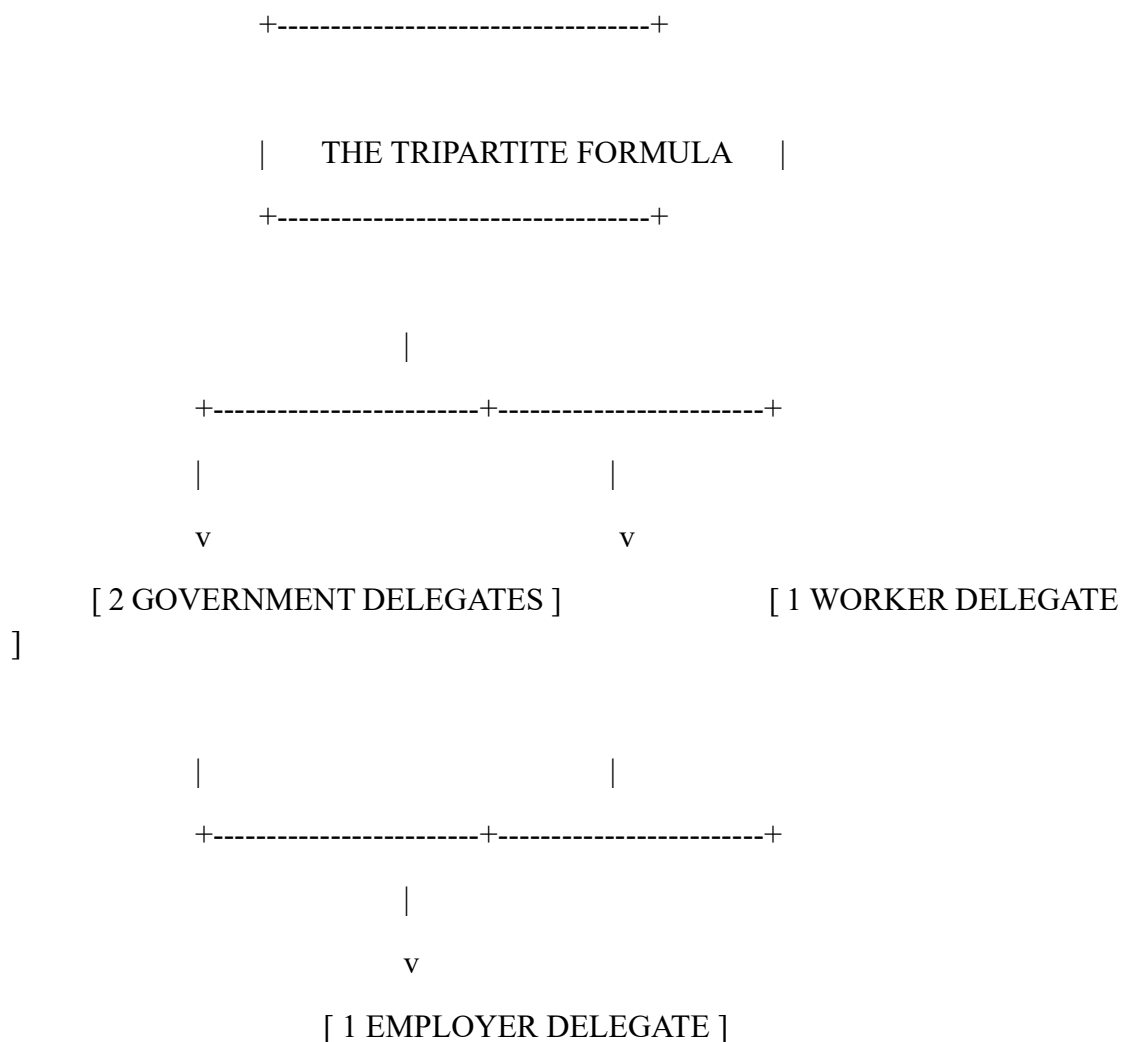 +-----------------------------------+
| THE TRIPARTITE FORMULA |
+-----------------------------------+
|
+-------------------------+-------------------------+
| |
v v
[ 2 GOVERNMENT DELEGATES ] [ 1 WORKER DELEGATE
]
| |
+-------------------------+-------------------------+
|
v
[ 1 EMPLOYER DELEGATE ]